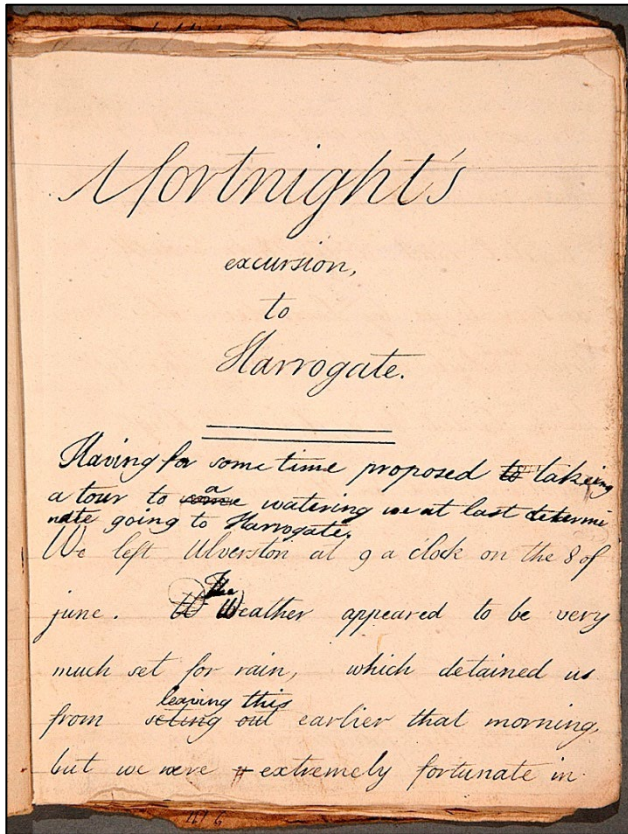 A fortnight's
excursion,
to
Harrogate.
Having for some time proposed to takeing
a
a tour to some watering we at last determi
nate going to Harrogate.
We left Ulverston at 9 a clock on the 8 of
The
june. W Weather appeared to be very
much set for rain, which detained us
leaving this
from seting out earlier that morning,
but we were extremely fortunate in